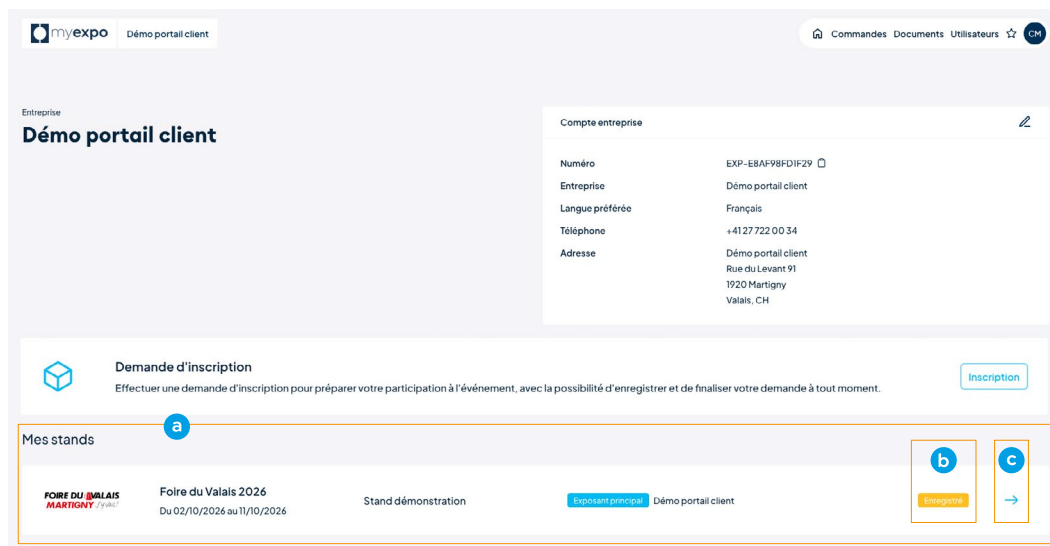 myexpo
Démo portail client
Commandes Documents Utilisateurs CM
Entreprise
Démo portail client
Compte entreprise
Numéro EXP-E8AF98FD1F29
Entreprise Démo portail client
Langue préférée Français
Téléphone +41 27 722 00 34
Adresse Démo portail client
Rue du Levant 91
1920 Martigny
Valais, CH
Demande d'inscription
Effectuer une demande d'inscription pour préparer votre participation à l'événement, avec la possibilité d'enregistrer et de finaliser votre demande à tout moment.
Inscription
a
Mes stands
b
c
FOIRE DU VALAIS
MARTIGNY J'y vais!
Foire du Valais 2026
Du 02/10/2026 au 11/10/2026
Stand démonstration
Exposant principal Démo portail client
Enregistré